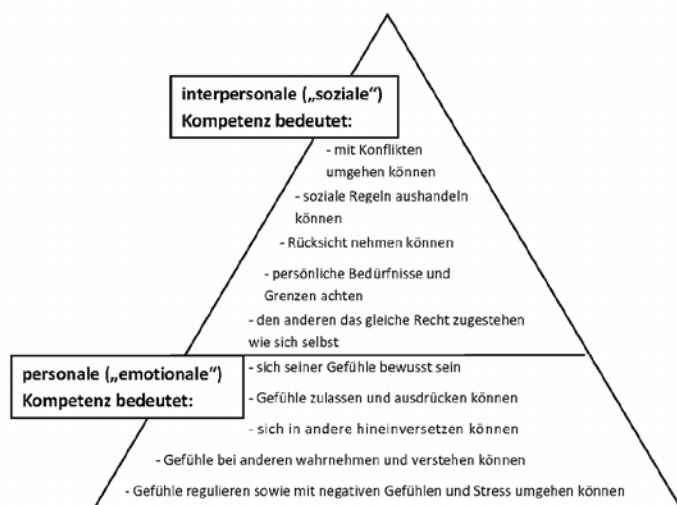 interpersonale („soziale“)
Kompetenz bedeutet:
- mit Konflikten
umgehen können
- soziale Regeln aushandeln
können
- Rücksicht nehmen können
- persönliche Bedürfnisse und
Grenzen achten
- den anderen das gleiche Recht zugestehen
wie sich selbst
personale („emotionale“)
Kompetenz bedeutet:
- sich seiner Gefühle bewusst sein
- Gefühle zulassen und ausdrücken können
- sich in andere hineinversetzen können
- Gefühle bei anderen wahrnehmen und verstehen können
- Gefühle regulieren sowie mit negativen Gefühlen und Stress umgehen können